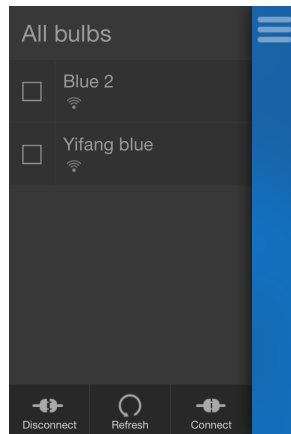 All bulbs
Blue 2
Yifang blue
Disconnect
Refresh
Connect